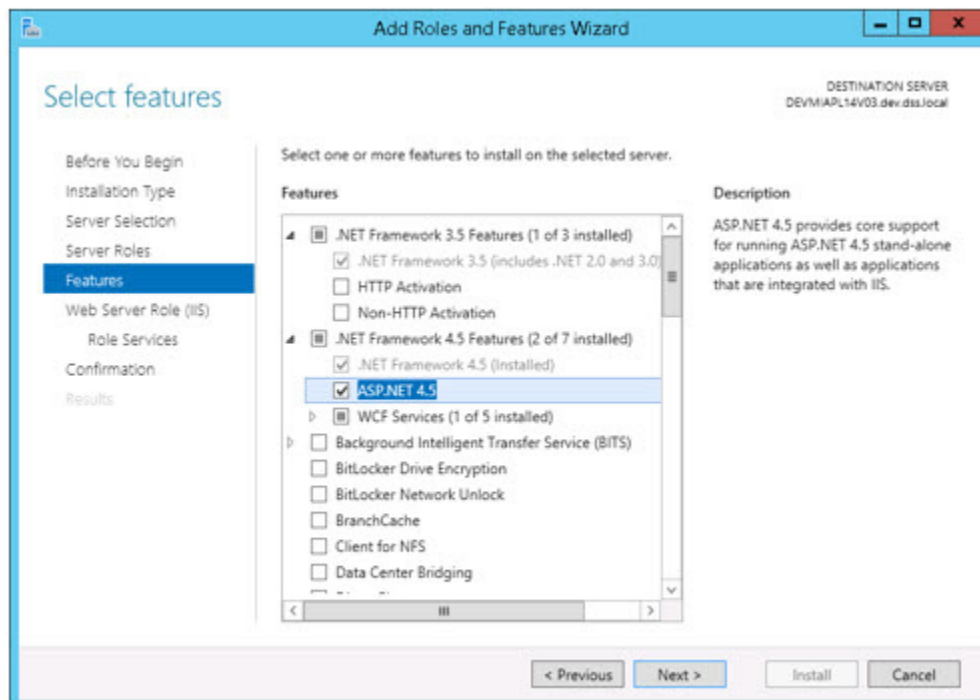 Add Roles and Features Wizard
Select features
DESTINATION SERVER
DEVMIAPL14V03.dev.dss.local
Before You Begin
Installation Type
Server Selection
Server Roles
Features
Web Server Role (IIS)
Role Services
Confirmation
Results
Select one or more features to install on the selected server.
Features
.NET Framework 3.5 Features (1 of 3 installed)
.NET Framework 3.5 (includes .NET 2.0 and 3.0)
HTTP Activation
Non-HTTP Activation
.NET Framework 4.5 Features (2 of 7 installed)
.NET Framework 4.5 (Installed)
ASP.NET 4.5
WCF Services (1 of 5 installed)
Background Intelligent Transfer Service (BITS)
BitLocker Drive Encryption
BitLocker Network Unlock
BranchCache
Client for NFS
Data Center Bridging
Description
ASP.NET 4.5 provides core support
for running ASP.NET 4.5 stand-alone
applications as well as applications
that are integrated with IIS.
< Previous
Next >
Install
Cancel